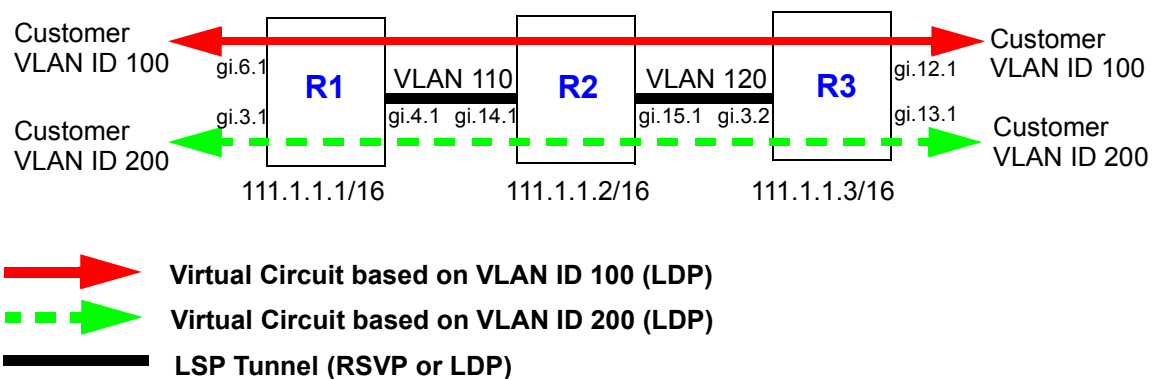 Customer
VLAN ID 100
gi.6.1
R1
VLAN 110
R2
VLAN 120
R3
gi.12.1
Customer
VLAN ID 100
gi.3.1
gi.4.1
gi.14.1
gi.15.1
gi.3.2
gi.13.1
Customer
VLAN ID 200
Customer
VLAN ID 200
111.1.1.1/16
111.1.1.2/16
111.1.1.3/16
Virtual Circuit based on VLAN ID 100 (LDP)
Virtual Circuit based on VLAN ID 200 (LDP)
LSP Tunnel (RSVP or LDP)